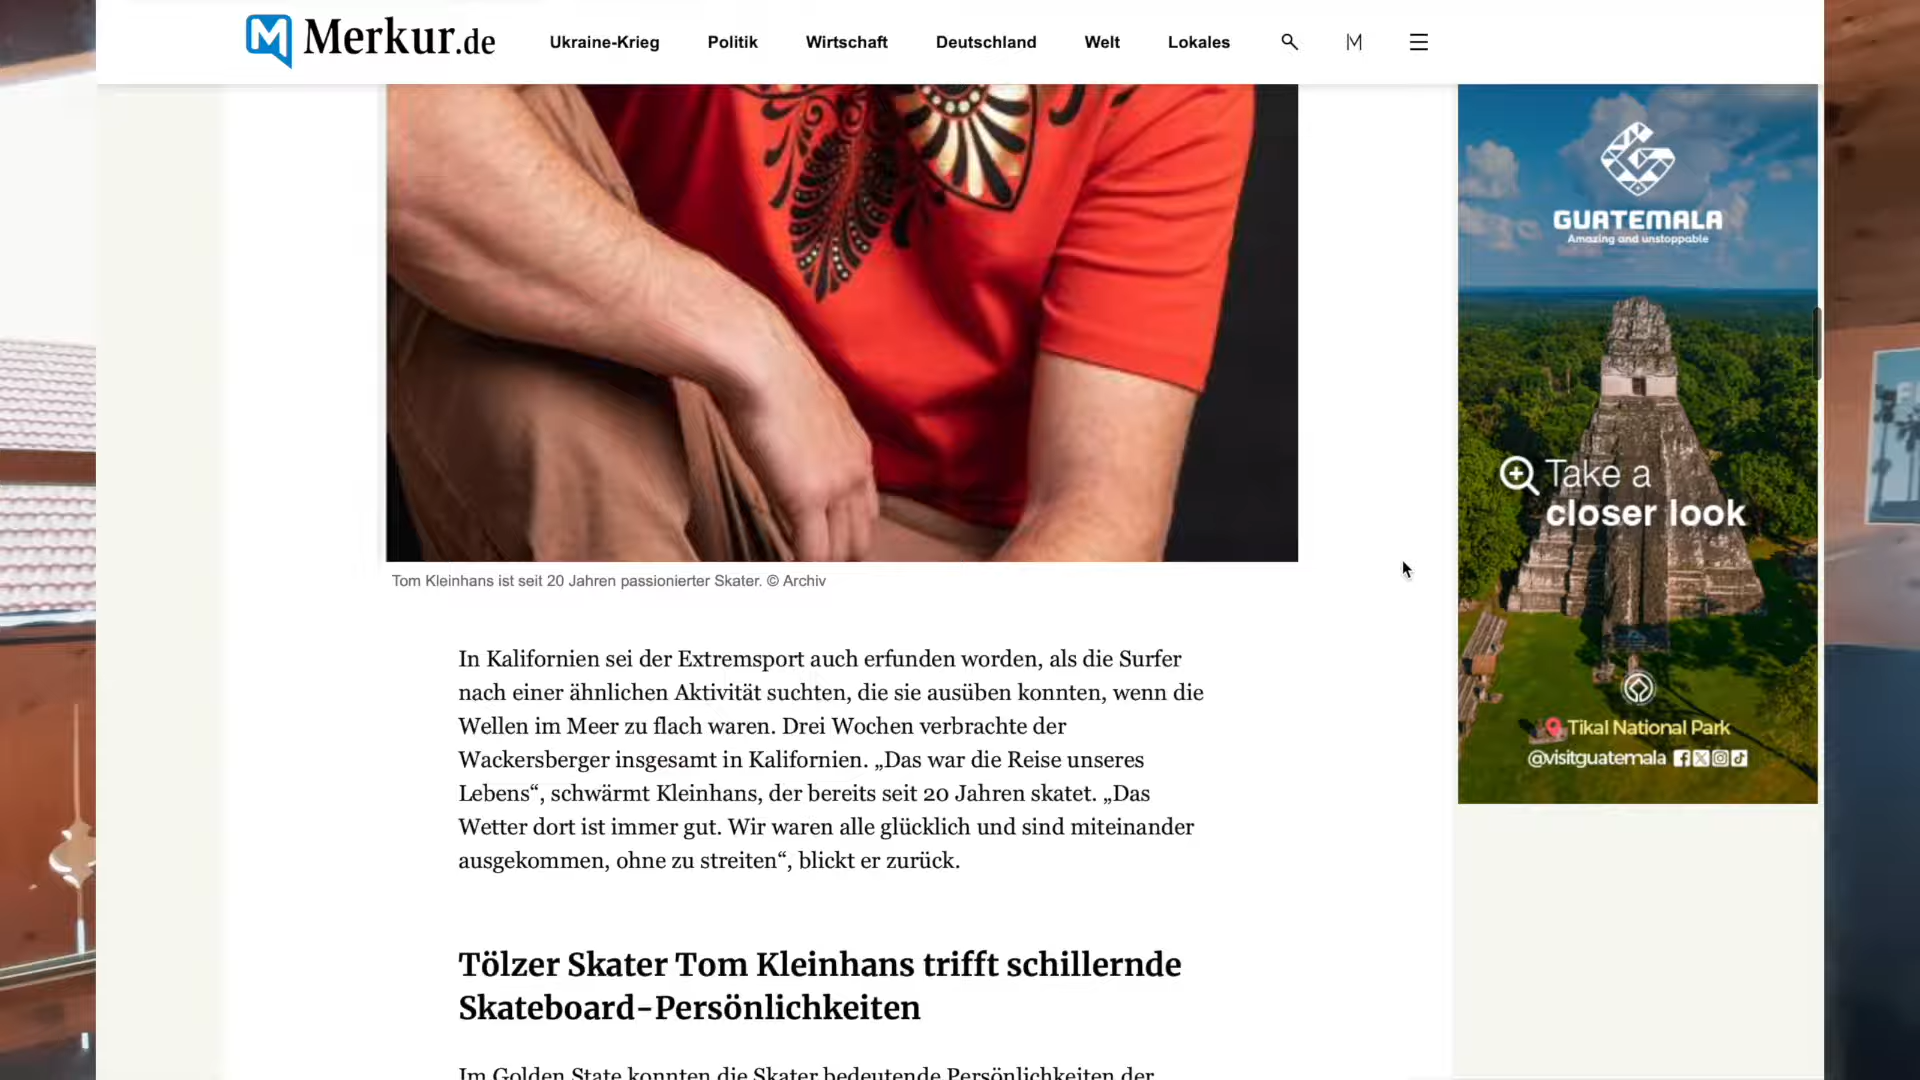 Merkur.de
Ukraine-Krieg
Politik
Wirtschaft
Deutschland
Welt
Lokales
GUATEMALA
Amazing and unstoppable
Take a
closer look
Tikal National Park
@visitguatemala
Tom Kleinhans ist seit 20 Jahren passionierter Skater. © Archiv
In Kalifornien sei der Extremsport auch erfunden worden, als die Surfer
nach einer ähnlichen Aktivität suchten, die sie ausüben konnten, wenn die
Wellen im Meer zu flach waren. Drei Wochen verbrachte der
Wackersberger insgesamt in Kalifornien. „Das war die Reise unseres
Lebens“, schwärmt Kleinhans, der bereits seit 20 Jahren skatet. „Das
Wetter dort ist immer gut. Wir waren alle glücklich und sind miteinander
ausgekommen, ohne zu streiten“, blickt er zurück.
Tölzer Skater Tom Kleinhans trifft schillernde
Skateboard-Persönlichkeiten
Im Golden State konnten die Skater bedeutende Persönlichkeiten der